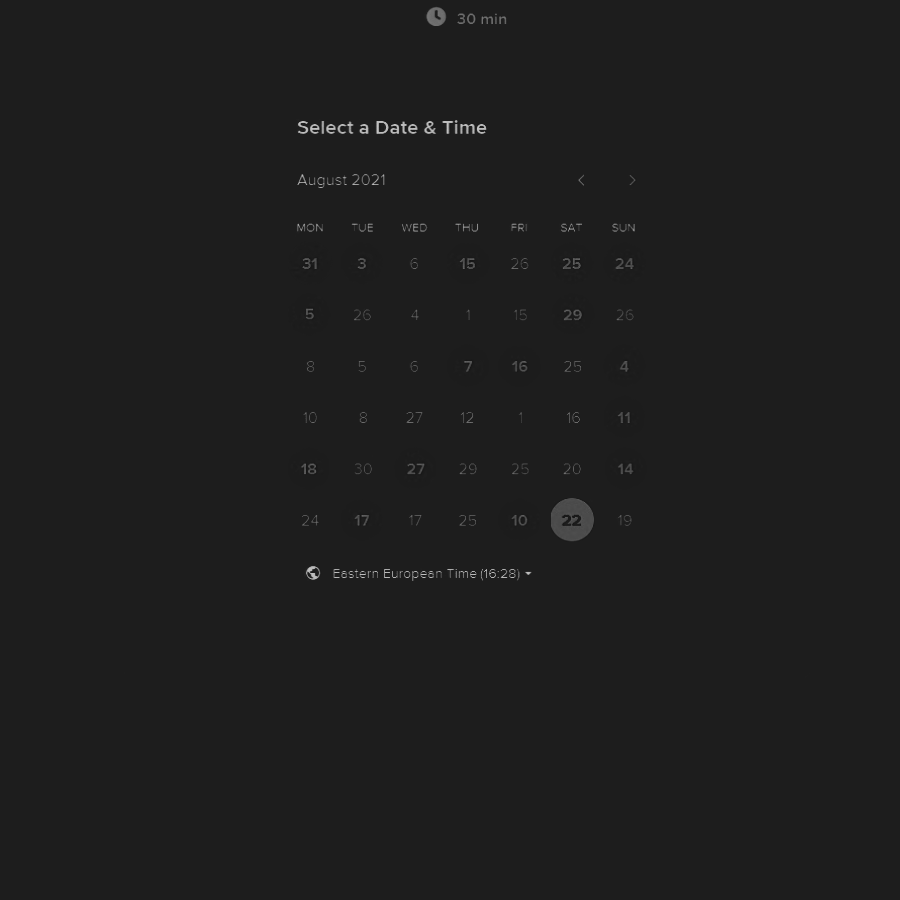 30 min
Select a Date & Time
August 2021
MON TUE WED THU FRI SAT SUN
31 3 6 15 26 25 24
5 26 4 1 15 29 26
8 5 6 7 16 25 4
10 8 27 12 1 16 11
18 30 27 29 25 20 14
24 17 17 25 10 22 19
Eastern European Time (16:28)